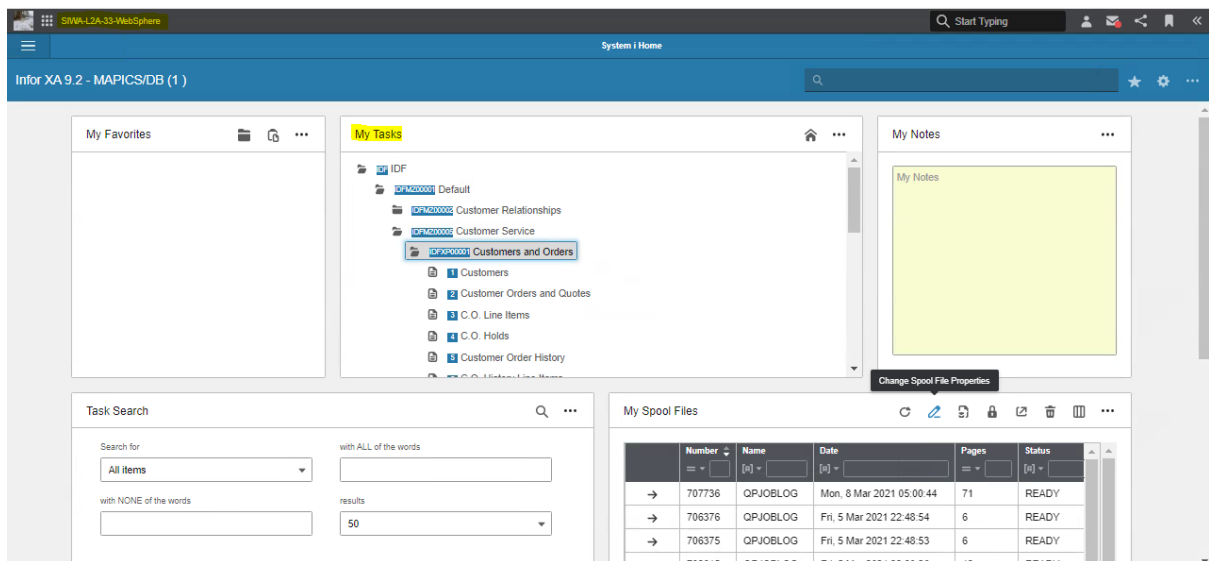 SIWA-L2A-33-WebSphere
Start Typing
System i Home
Infor XA 9.2 - MAPICS/DB (1 )
My Favorites
My Tasks
IDF IDF
IDFMZ00001 Default
IDFMZ00002 Customer Relationships
Customer Service
IDFXP00001 Customers and Orders
1 Customers
2 Customer Orders and Quotes
3 C.O. Line Items
4 C.O. Holds
5 Customer Order History
C.O. History Line Items
My Notes
My Notes
Change Spool File Properties
Task Search
Search for
with ALL of the words
All items
with NONE of the words
results
50
My Spool Files
Number Name Date Pages Status
707736 QPJOBLOG Mon, 8 Mar 2021 05:00:44 71 READY
706376 QPJOBLOG Fri, 5 Mar 2021 22:48:54 6 READY
706375 QPJOBLOG Fri, 5 Mar 2021 22:48:53 6 READY